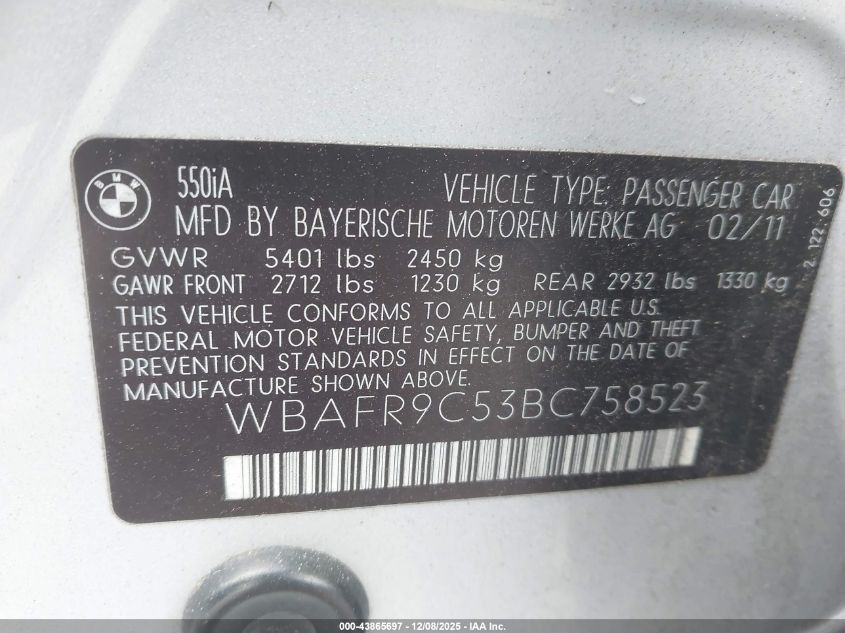 BMW
550iA
VEHICLE TYPE: PASSENGER CAR
MFD BY BAYERISCHE MOTOREN WERKE AG 02/11
GVWR 5401 lbs 2450 kg
GAWR FRONT 2712 lbs 1230 kg REAR 2932 lbs 1330 kg
THIS VEHICLE CONFORMS TO ALL APPLICABLE U.S.
FEDERAL MOTOR VEHICLE SAFETY, BUMPER AND THEFT
PREVENTION STANDARDS IN EFFECT ON THE DATE OF
MANUFACTURE SHOWN ABOVE.
WBAFR9C53BC758523
2 122 606
000-43865697 - 12/08/2025 - IAA Inc.